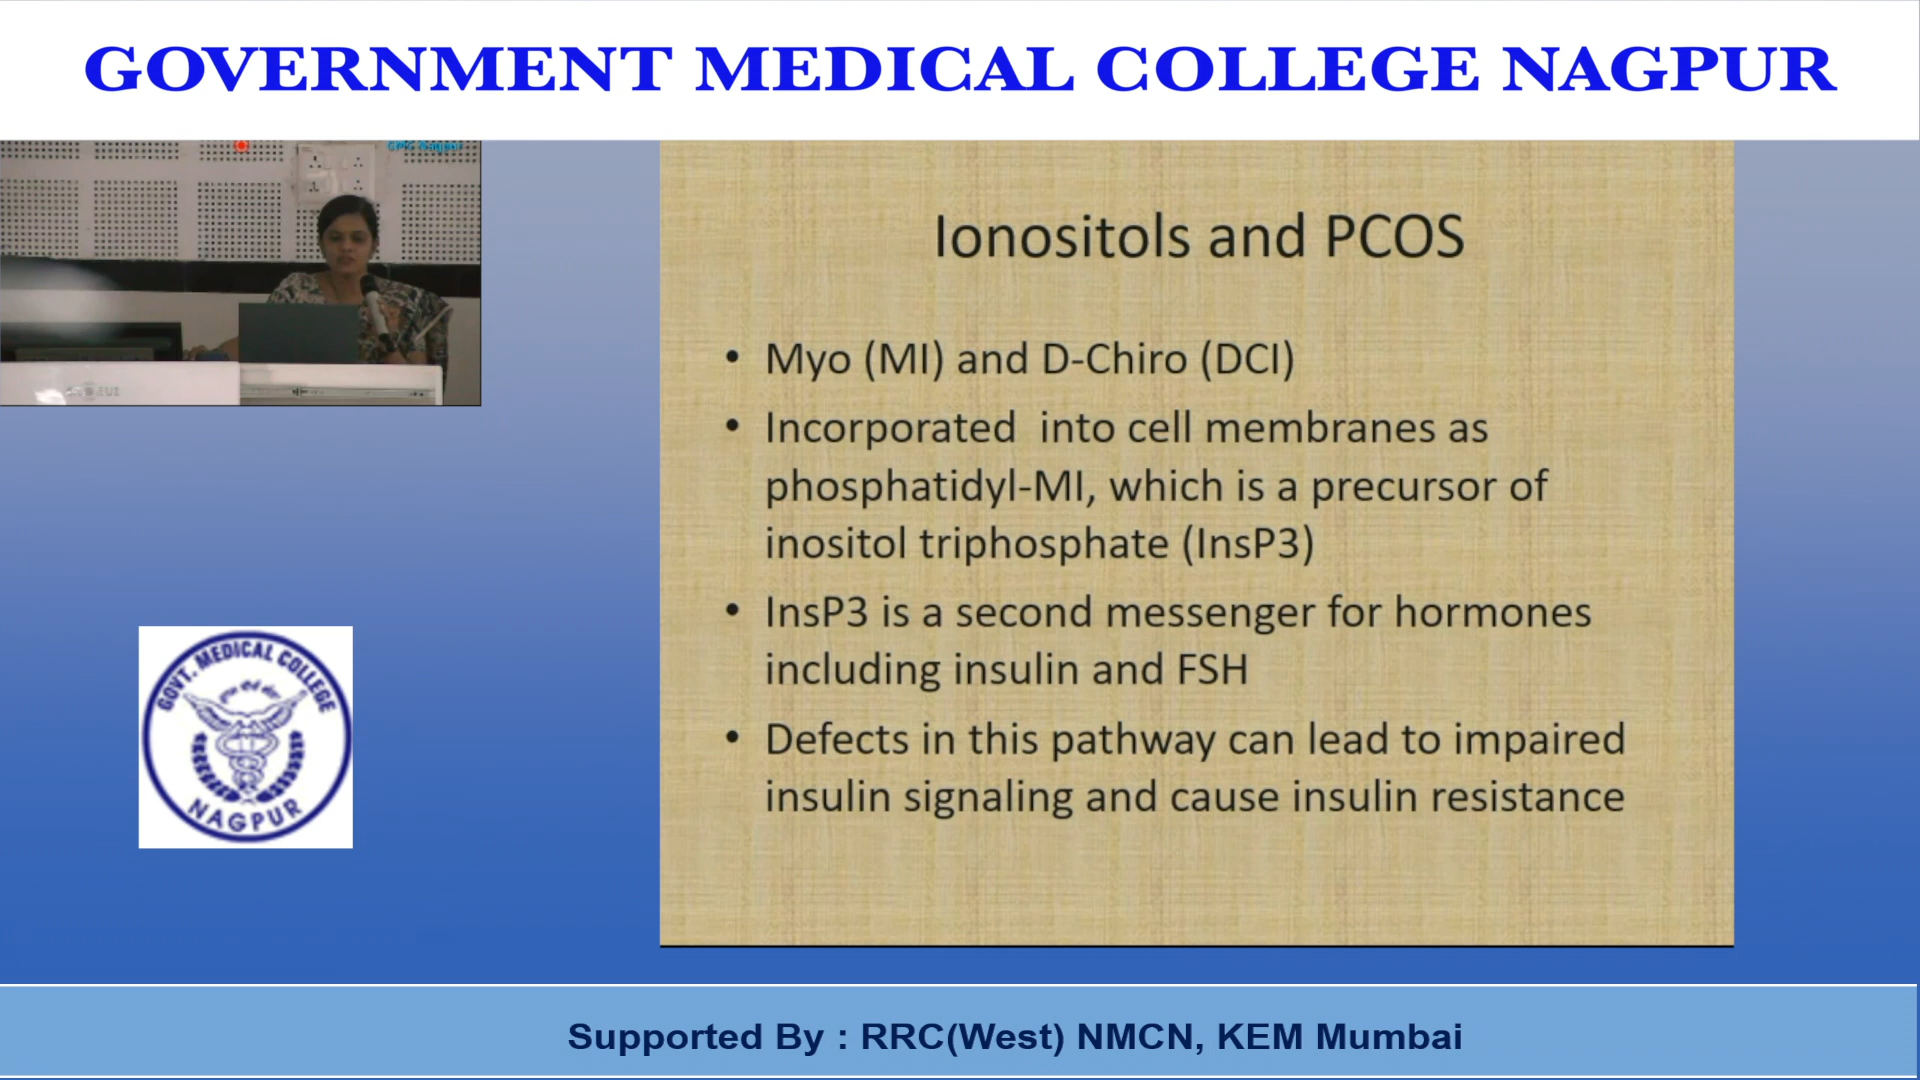 GOVERNMENT MEDICAL COLLEGE NAGPUR
GMC Nagpur
Ionositols and PCOS
• Myo (MI) and D-Chiro (DCI)
• Incorporated into cell membranes as
phosphatidyl-MI, which is a precursor of
inositol triphosphate (InsP3)
• InsP3 is a second messenger for hormones
including insulin and FSH
• Defects in this pathway can lead to impaired
insulin signaling and cause insulin resistance
GOVT. MEDICAL COLLEGE
NAGPUR
Supported By : RRC(West) NMCN, KEM Mumbai